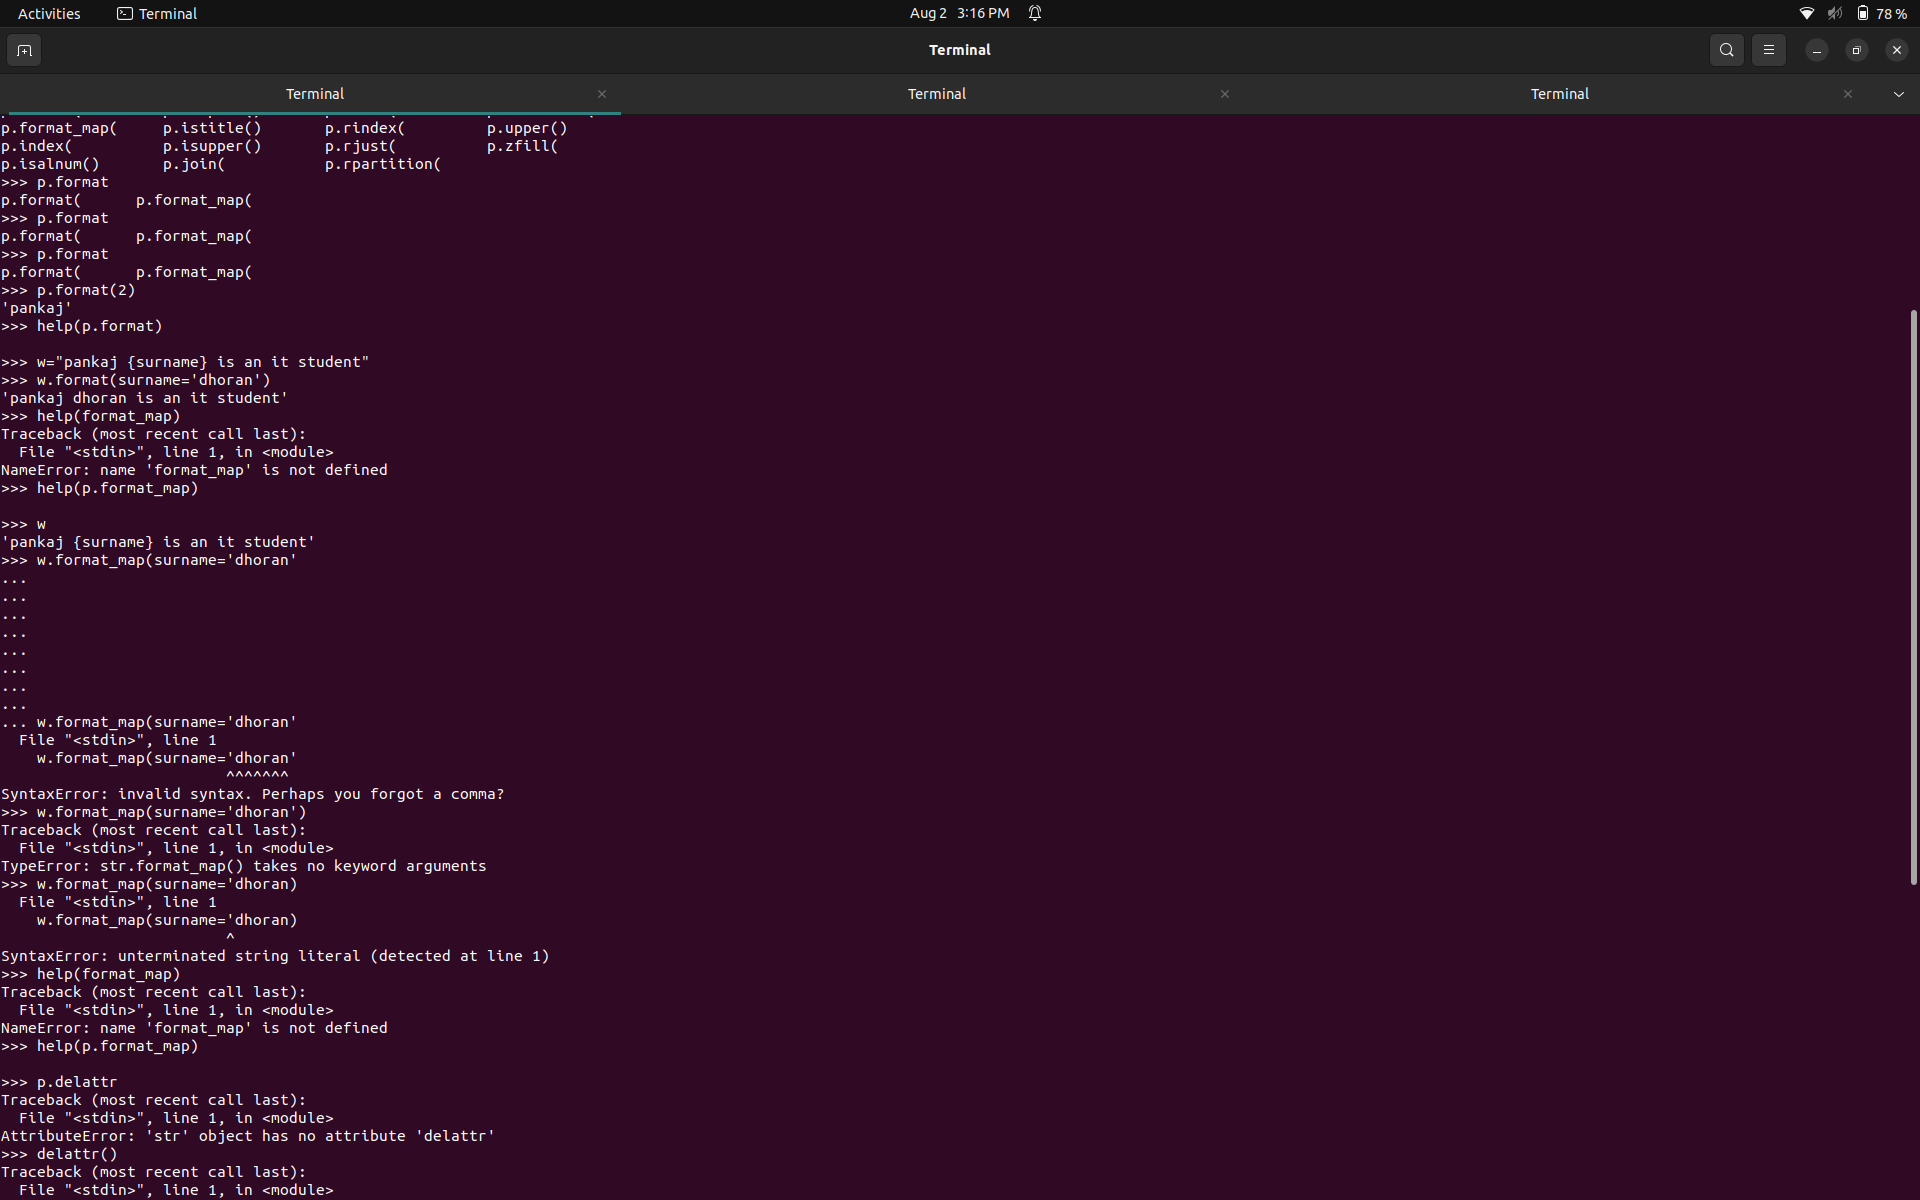 Activities Terminal Aug 2 3:16 PM 78 %
Terminal
Terminal Terminal Terminal
p.format_map( p.istitle() p.rindex( p.upper()
p.index( p.isupper() p.rjust( p.zfill(
p.isalnum() p.join( p.rpartition(
>>> p.format
p.format( p.format_map(
>>> p.format
p.format( p.format_map(
>>> p.format
p.format( p.format_map(
>>> p.format(2)
'pankaj'
>>> help(p.format)
>>> w="pankaj {surname} is an it student"
>>> w.format(surname='dhoran')
'pankaj dhoran is an it student'
>>> help(format_map)
Traceback (most recent call last):
  File "<stdin>", line 1, in <module>
NameError: name 'format_map' is not defined
>>> help(p.format_map)
>>> w
'pankaj {surname} is an it student'
>>> w.format_map(surname='dhoran'
...
...
...
...
...
...
...
...
... w.format_map(surname='dhoran'
  File "<stdin>", line 1
    w.format_map(surname='dhoran'
                         ^^^^^^^
SyntaxError: invalid syntax. Perhaps you forgot a comma?
>>> w.format_map(surname='dhoran')
Traceback (most recent call last):
  File "<stdin>", line 1, in <module>
TypeError: str.format_map() takes no keyword arguments
>>> w.format_map(surname='dhoran)
  File "<stdin>", line 1
    w.format_map(surname='dhoran)
                         ^
SyntaxError: unterminated string literal (detected at line 1)
>>> help(format_map)
Traceback (most recent call last):
  File "<stdin>", line 1, in <module>
NameError: name 'format_map' is not defined
>>> help(p.format_map)
>>> p.delattr
Traceback (most recent call last):
  File "<stdin>", line 1, in <module>
AttributeError: 'str' object has no attribute 'delattr'
>>> delattr()
Traceback (most recent call last):
  File "<stdin>", line 1, in <module>